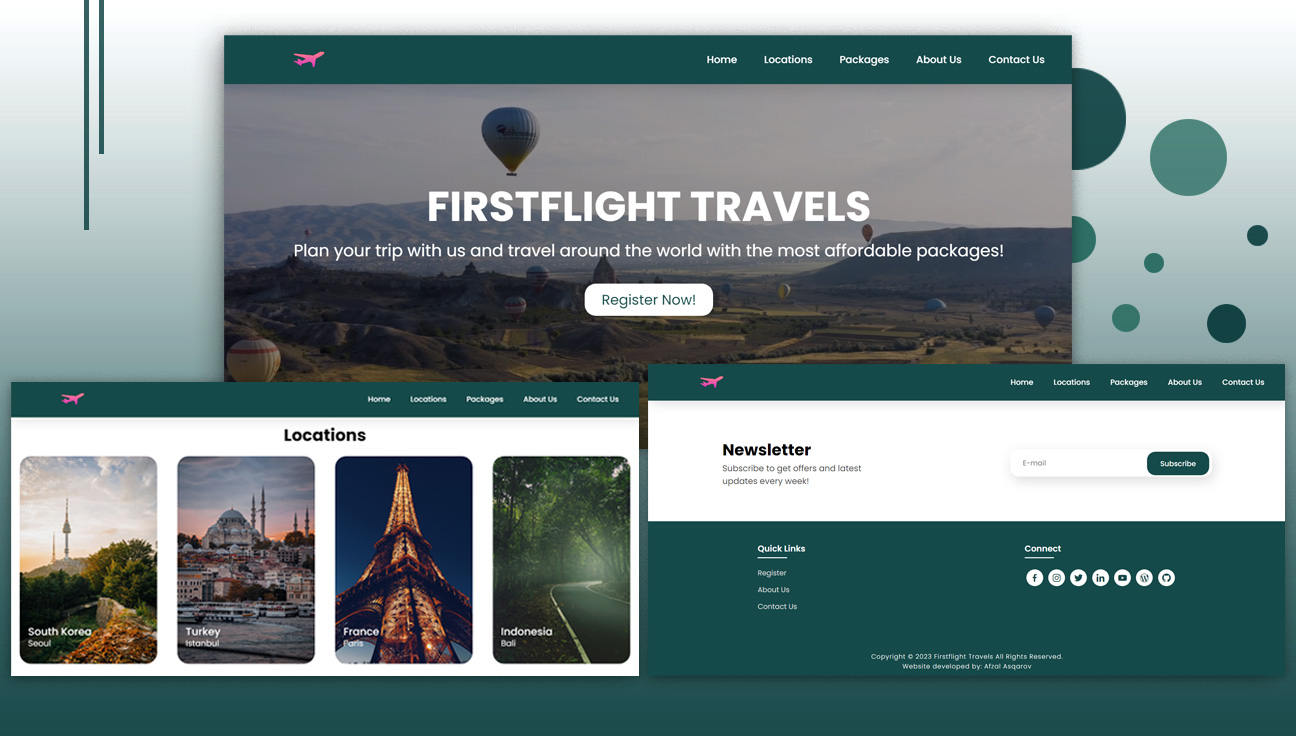 Home Locations Packages About Us Contact Us
FIRSTFLIGHT TRAVELS
Plan your trip with us and travel around the world with the most affordable packages!
Register Now!
Home Locations Packages About Us Contact Us
Locations
South Korea
Seoul
Turkey
Istanbul
France
Paris
Indonesia
Bali
Home Locations Packages About Us Contact Us
Newsletter
Subscribe to get offers and latest
updates every week!
E-mail
Subscribe
Quick Links
Register
About Us
Contact Us
Connect
Copyright © 2023 Firstflight Travels All Rights Reserved.
Website developed by: Afzal Asqarov